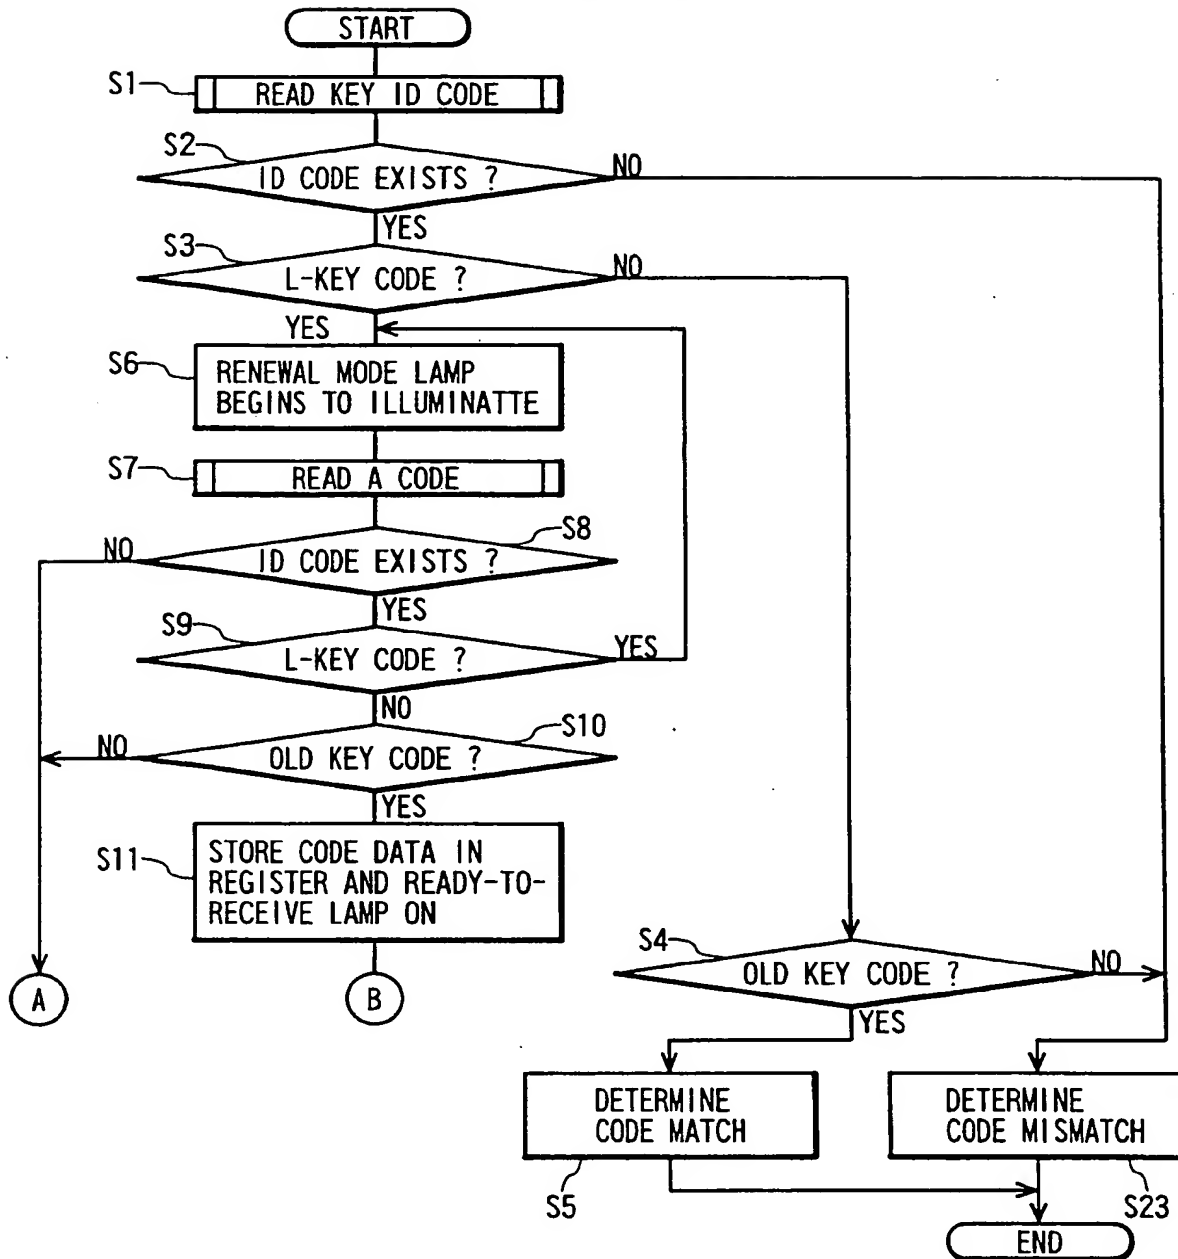 START
S1
READ KEY ID CODE
S2
ID CODE EXISTS ?
NO
YES
S3
L-KEY CODE ?
NO
YES
S6
RENEWAL MODE LAMP
BEGINS TO ILLUMINATTE
S7
READ A CODE
S8
NO
ID CODE EXISTS ?
YES
S9
L-KEY CODE ?
YES
NO
S10
NO
OLD KEY CODE ?
YES
S11
STORE CODE DATA IN
REGISTER AND READY-TO-
RECEIVE LAMP ON
S4
OLD KEY CODE ?
NO
YES
A
B
DETERMINE
CODE MATCH
DETERMINE
CODE MISMATCH
S5
S23
END